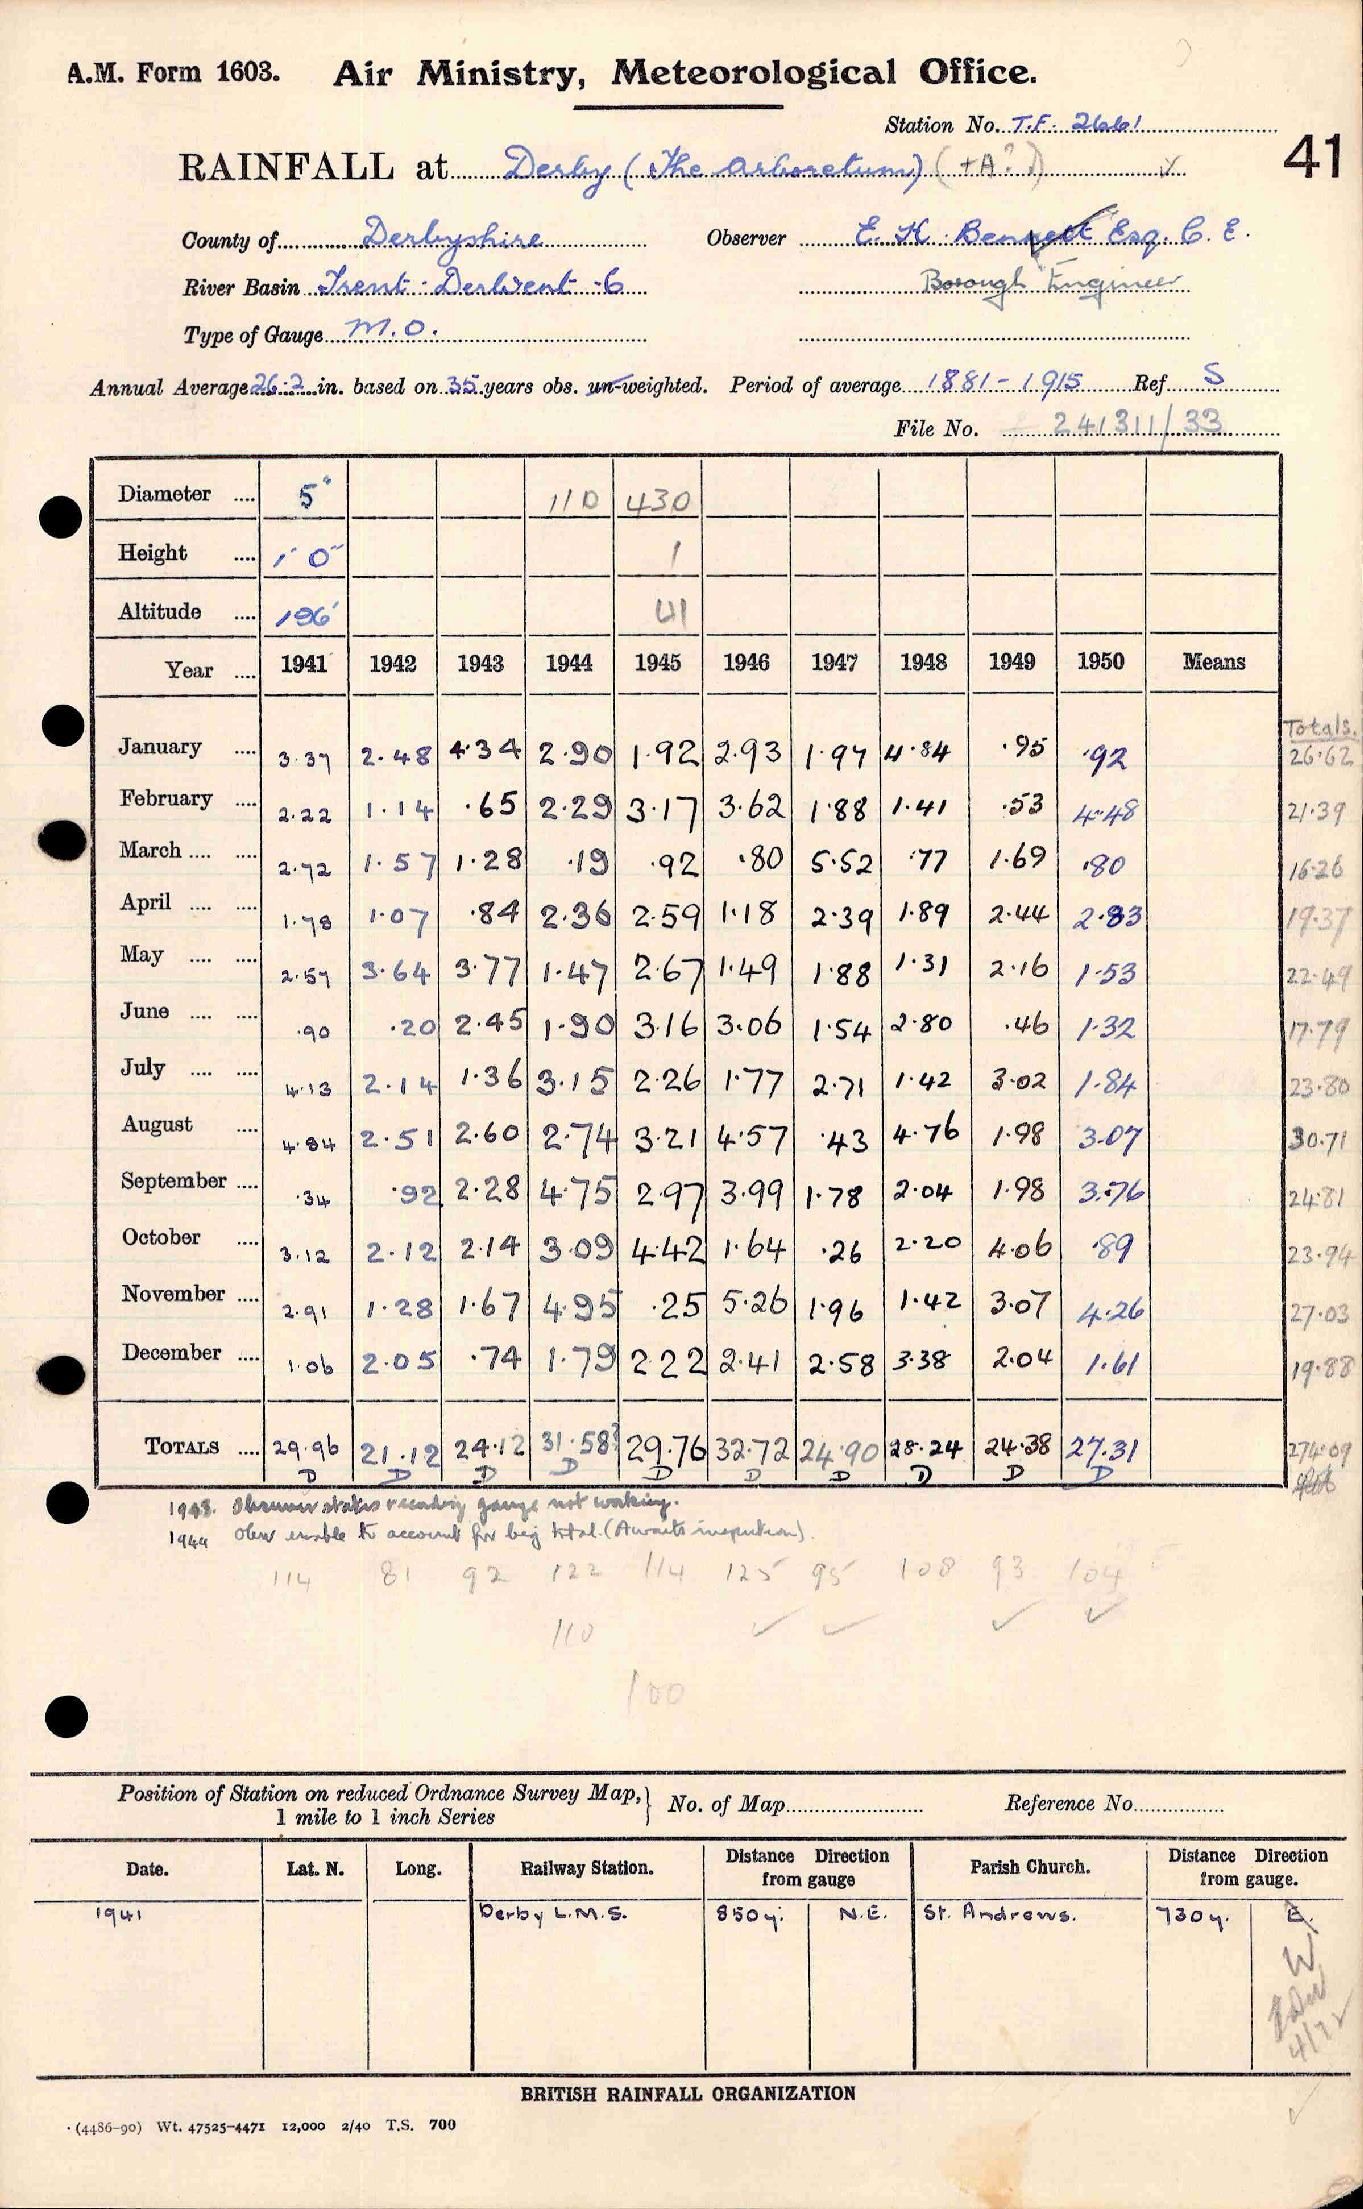 A.M. Form 1603. Air Ministry, Meteorological Office.
Station No. T.F. 2661
41
RAINFALL at Derby (The Arboretum) (+A?)
County of Derbyshire Observer E. H. Bennett Esq. C. E.
River Basin Trent - Derwent -6 Borough Engineer
Type of Gauge M.O.
Annual Average 26.2 in. based on 35 years obs. un-weighted. Period of average 1881 - 1915 Ref S
File No. 241311/33
Diameter .... 5" 110 430
Height .... 1' 0" 1
Altitude .... 196' 41
Year .... 1941 1942 1943 1944 1945 1946 1947 1948 1949 1950 Means
Totals.
January .... 3.37 2.48 4.34 2.90 1.92 2.93 1.97 4.84 .95 .92 26.62
February .... 2.22 1.14 .65 2.29 3.17 3.62 1.88 1.41 .53 4.48 21.39
March .... .... 2.72 1.57 1.28 .19 .92 .80 5.52 .77 1.69 .80 16.26
April .... .... 1.78 1.07 .84 2.36 2.59 1.18 2.39 1.89 2.44 2.83 19.37
May .... .... 2.57 3.64 3.77 1.47 2.67 1.49 1.88 1.31 2.16 1.53 22.49
June .... .... .90 .20 2.45 1.90 3.16 3.06 1.54 2.80 .46 1.32 17.79
July .... .... 4.13 2.14 1.36 3.15 2.26 1.77 2.71 1.42 3.02 1.84 23.80
August .... 4.84 2.51 2.60 2.74 3.21 4.57 .43 4.76 1.98 3.07 30.71
September .... .34 .92 2.28 4.75 2.97 3.99 1.78 2.04 1.98 3.76 24.81
October .... 3.12 2.12 2.14 3.09 4.42 1.64 .26 2.20 4.06 .89 23.94
November .... 2.91 1.28 1.67 4.95 .25 5.26 1.96 1.42 3.07 4.26 27.03
December .... 1.06 2.05 .74 1.79 2.22 2.41 2.58 3.38 2.04 1.61 19.88
TOTALS .... 29.96 21.12 24.12 31.58? 29.76 32.72 24.90 28.24 24.38 27.31 274.09
D D D D D D D D D D
1943. Observer states recording gauge not working.
1944 Obsr unable to account for big total. (Awaits inspection).
114 81 92 122 114 125 95 108 93 104
110
100
Position of Station on reduced Ordnance Survey Map, } No. of Map Reference No.
1 mile to 1 inch Series
Date. Lat. N. Long. Railway Station. Distance from gauge Direction Parish Church. Distance from gauge. Direction
1941 Derby L.M.S. 850 y. N.E. St. Andrews. 730 y. E.
W
4/72
BRITISH RAINFALL ORGANIZATION
(4486-90) Wt. 47525-4471 12,000 2/40 T.S. 700